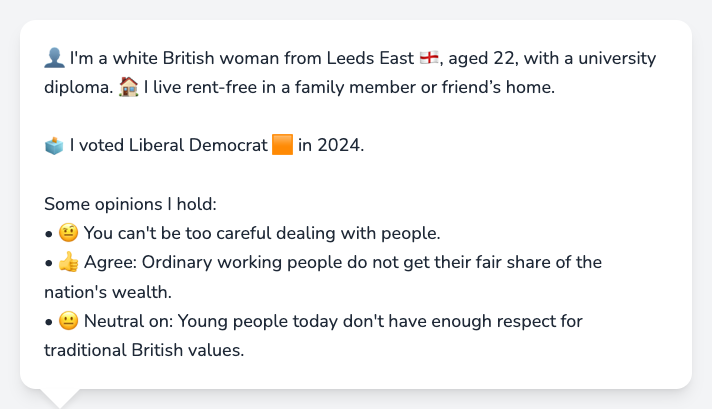 👤 I'm a white British woman from Leeds East 🏴󠁧󠁢󠁥󠁮󠁧󠁿, aged 22, with a university
diploma. 🏠 I live rent-free in a family member or friend’s home.
🗳️ I voted Liberal Democrat 🟧 in 2024.
Some opinions I hold:
• 🤨 You can't be too careful dealing with people.
• 👍 Agree: Ordinary working people do not get their fair share of the
nation's wealth.
• 😐 Neutral on: Young people today don't have enough respect for
traditional British values.